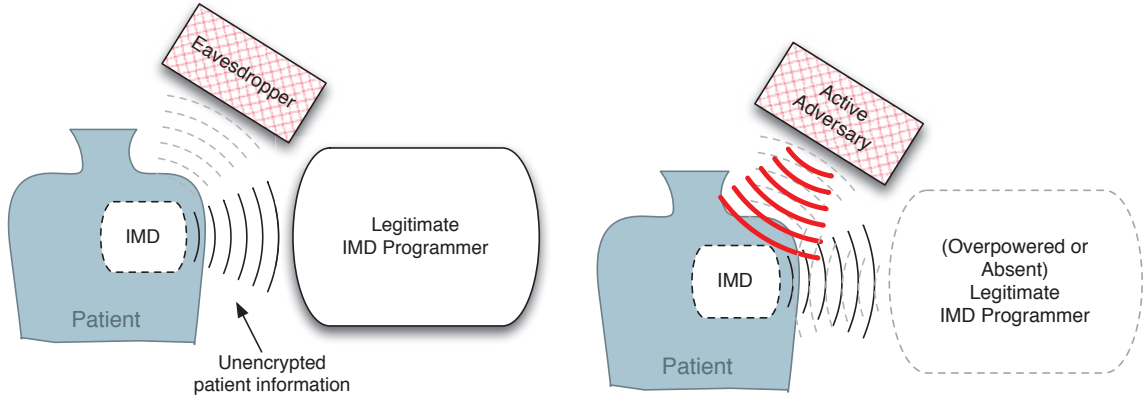 Eavesdropper
IMD
Legitimate
IMD Programmer
Patient
Unencrypted
patient information
Active
Adversary
IMD
(Overpowered or
Absent)
Legitimate
IMD Programmer
Patient